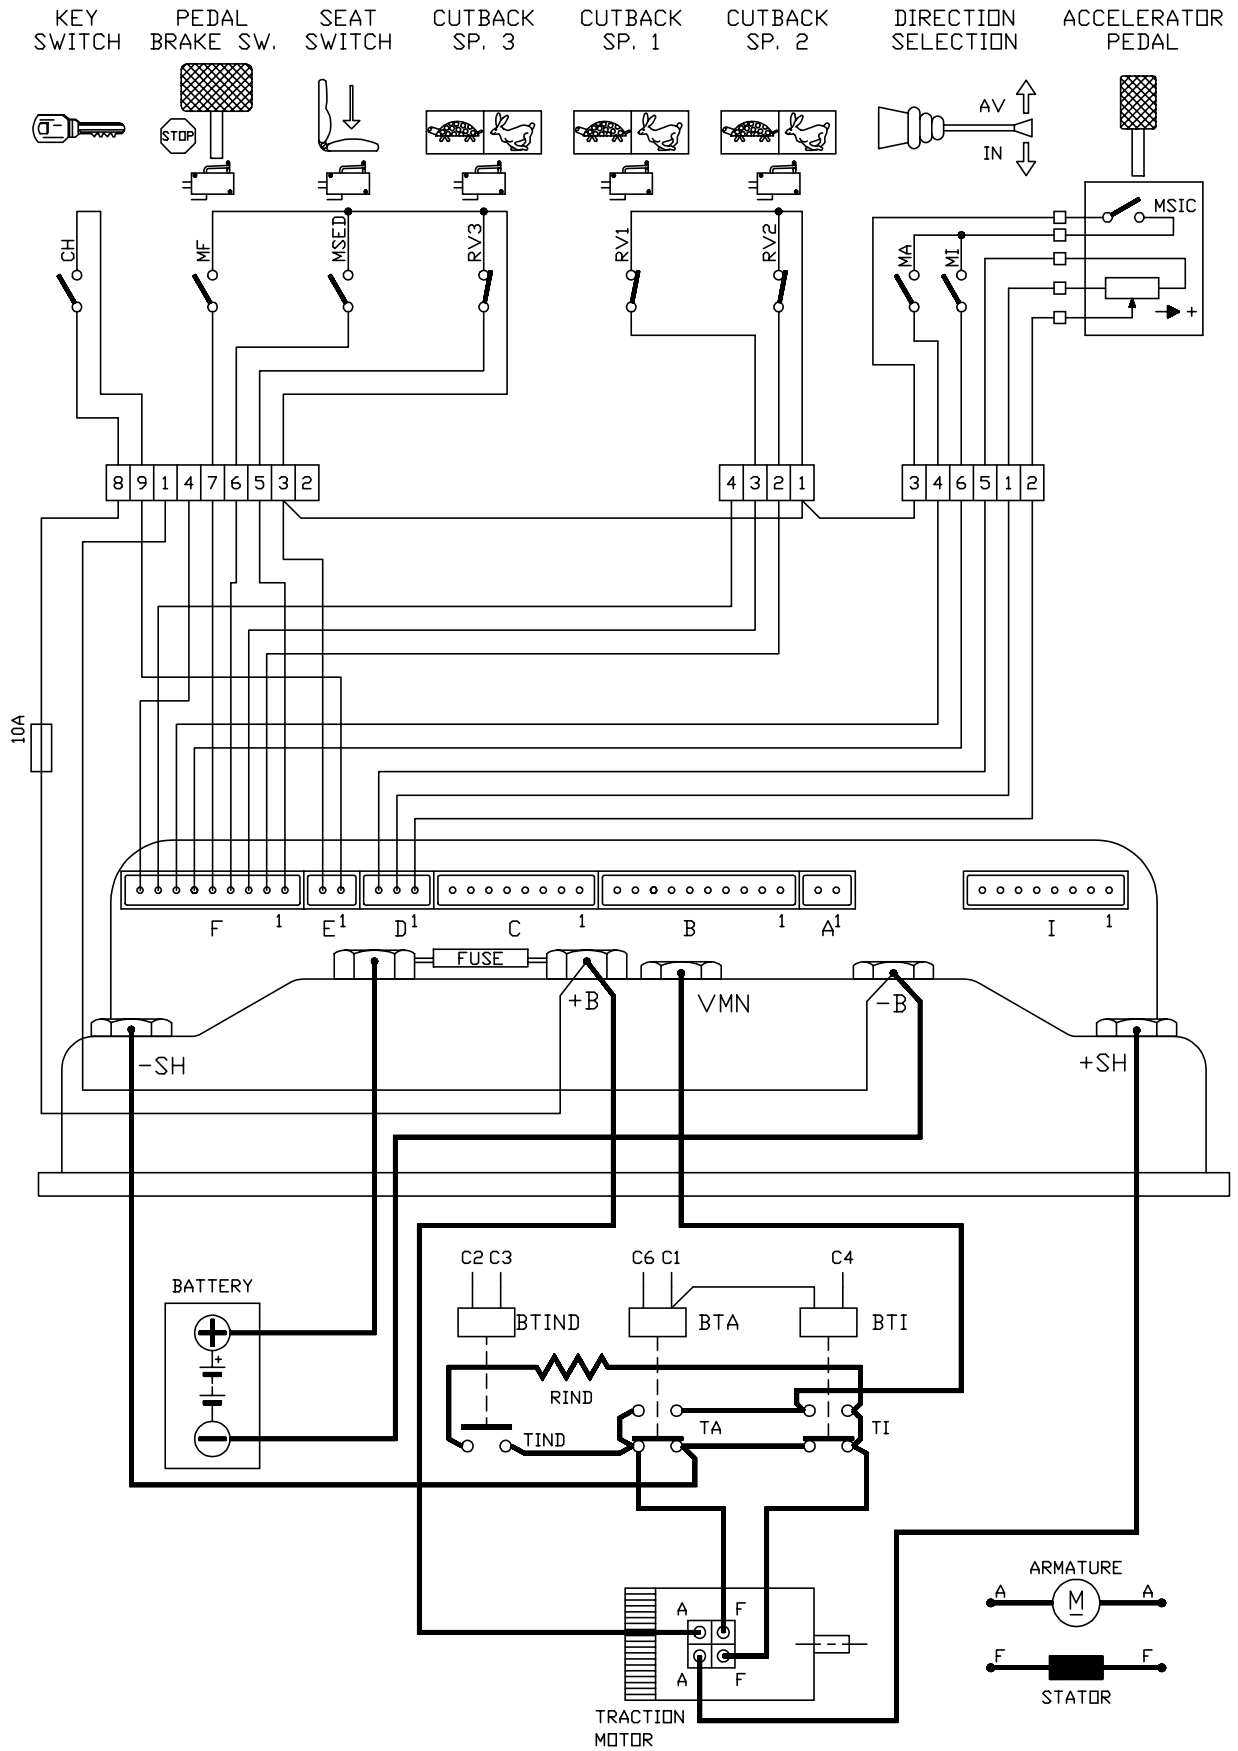 KEY
SWITCH
PEDAL
BRAKE SW.
SEAT
SWITCH
CUTBACK
SP. 3
CUTBACK
SP. 1
CUTBACK
SP. 2
DIRECTION
SELECTION
ACCELERATOR
PEDAL
STOP
AV
IN
CH
MF
MSED
RV3
RV1
RV2
MA
MI
MSIC
+
8 9 1 4 7 6 5 3 2
4 3 2 1
3 4 6 5 1 2
10A
F 1
E 1
D 1
C 1
B 1
A 1
I 1
FUSE
+B
VMN
-B
-SH
+SH
BATTERY
+
C2 C3
C6 C1
C4
BTIND
BTA
BTI
RIND
TIND
TA
TI
A F
A F
TRACTION
MOTOR
ARMATURE
A M A
F F
STATOR